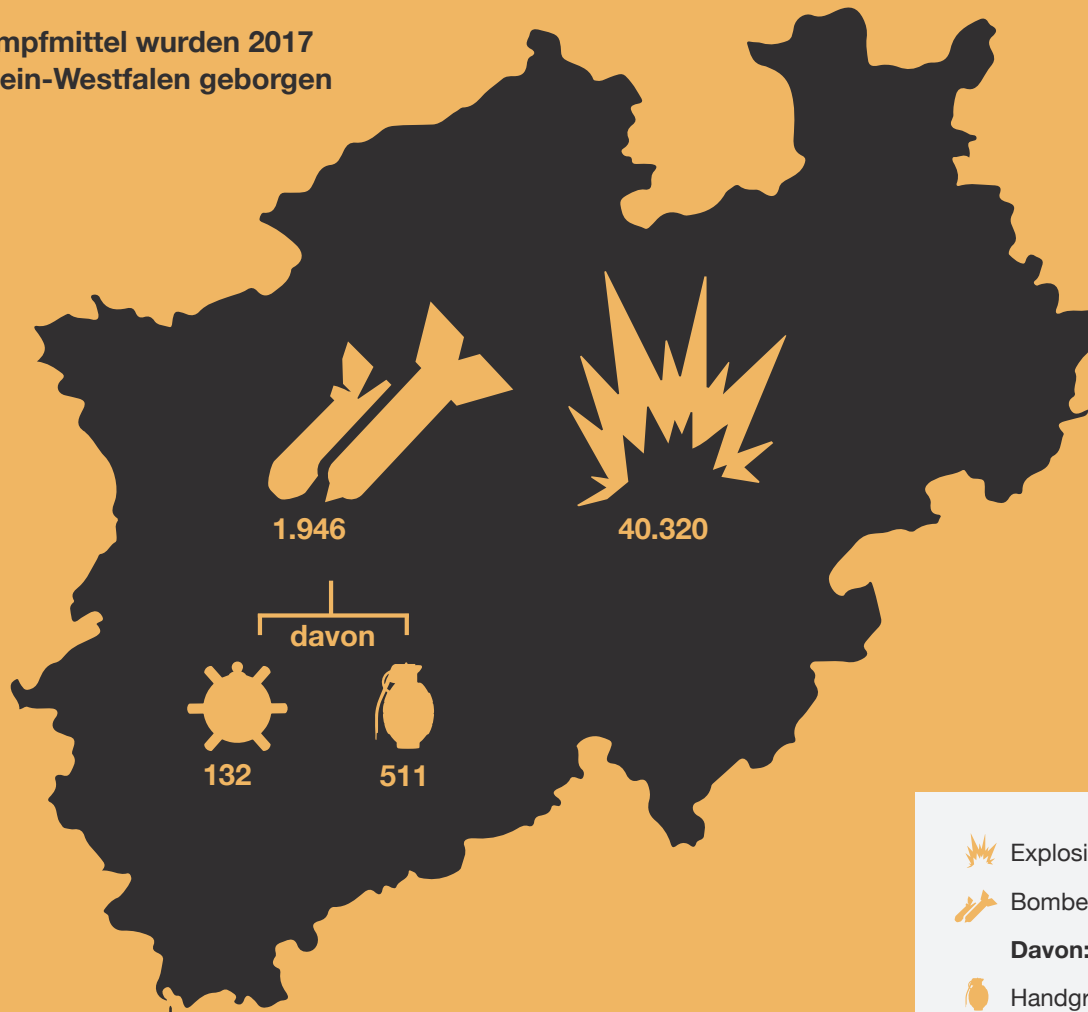 mpfmittel wurden 2017
ein-Westfalen geborgen
1.946
40.320
davon
132
511
Explosi
Bombe
Davon:
Handgr